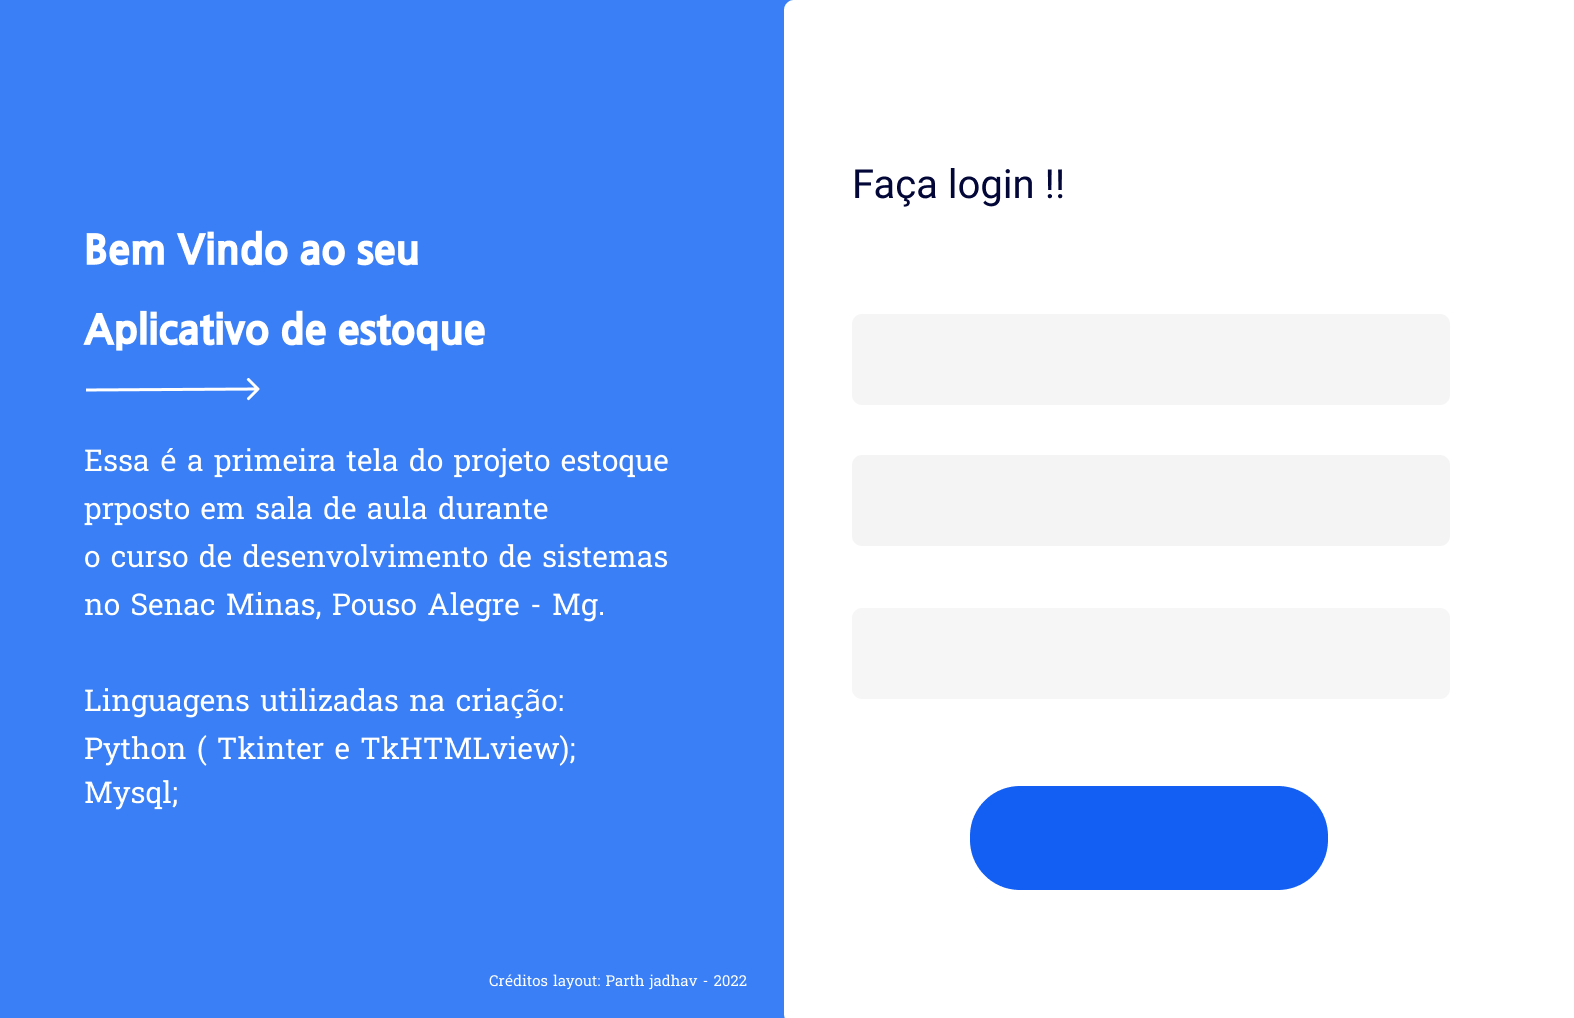 Bem Vindo ao seu
Aplicativo de estoque
Essa é a primeira tela do projeto estoque
prposto em sala de aula durante
o curso de desenvolvimento de sistemas
no Senac Minas, Pouso Alegre - Mg.
Linguagens utilizadas na criação:
Python ( Tkinter e TkHTMLview);
Mysql;
Créditos layout: Parth jadhav - 2022
Faça login !!